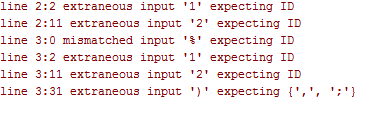 line 2:2 extraneous input '1' expecting ID
line 2:11 extraneous input '2' expecting ID
line 3:0 mismatched input '%' expecting ID
line 3:2 extraneous input '1' expecting ID
line 3:11 extraneous input '2' expecting ID
line 3:31 extraneous input ')' expecting {',', ';'}